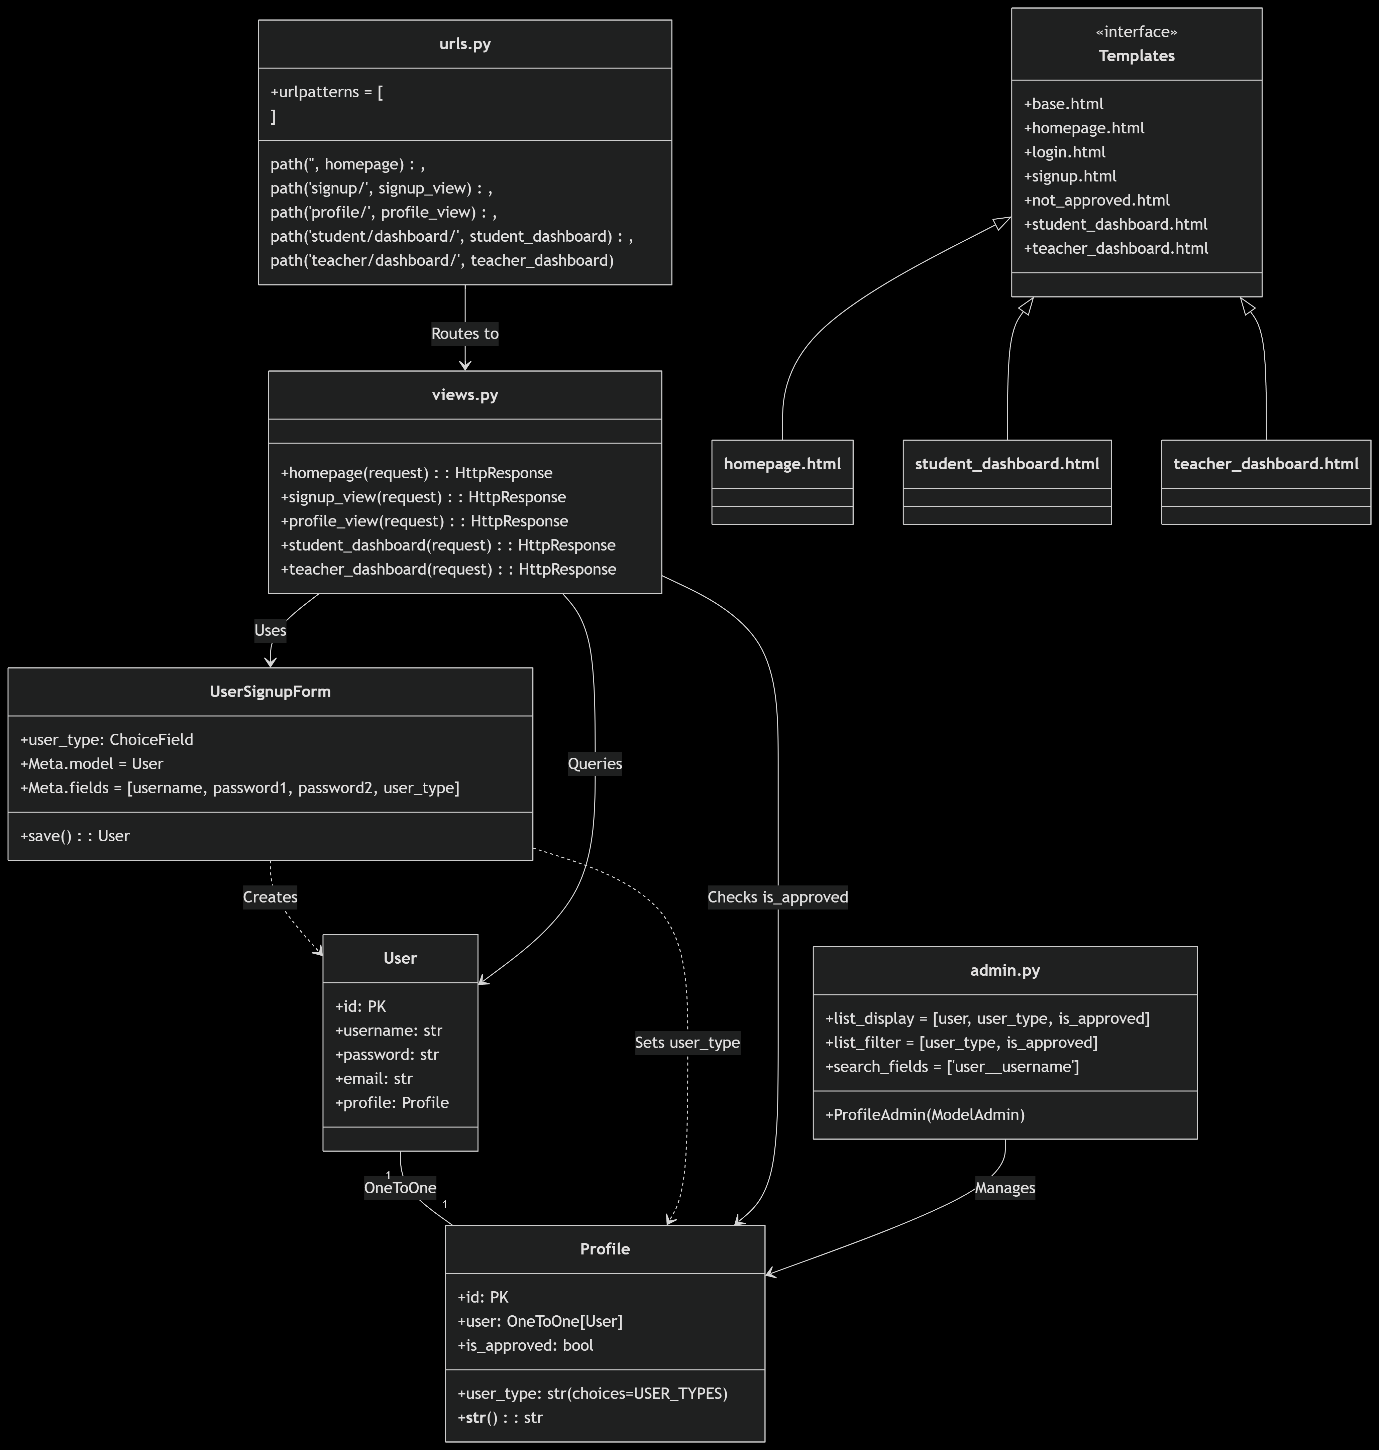 urls.py
+urlpatterns = [
]
path('', homepage) : ,
path('signup/', signup_view) : ,
path('profile/', profile_view) : ,
path('student/dashboard/', student_dashboard) : ,
path('teacher/dashboard/', teacher_dashboard)
«interface»
Templates
+base.html
+homepage.html
+login.html
+signup.html
+not_approved.html
+student_dashboard.html
+teacher_dashboard.html
Routes to
views.py
+homepage(request) : : HttpResponse
+signup_view(request) : : HttpResponse
+profile_view(request) : : HttpResponse
+student_dashboard(request) : : HttpResponse
+teacher_dashboard(request) : : HttpResponse
homepage.html
student_dashboard.html
teacher_dashboard.html
Uses
UserSignupForm
+user_type: ChoiceField
+Meta.model = User
+Meta.fields = [username, password1, password2, user_type]
+save() : : User
Queries
Creates
Checks is_approved
User
+id: PK
+username: str
+password: str
+email: str
+profile: Profile
Sets user_type
admin.py
+list_display = [user, user_type, is_approved]
+list_filter = [user_type, is_approved]
+search_fields = ['user__username']
+ProfileAdmin(ModelAdmin)
1
OneToOne
1
Manages
Profile
+id: PK
+user: OneToOne[User]
+is_approved: bool
+user_type: str(choices=USER_TYPES)
+str() : : str